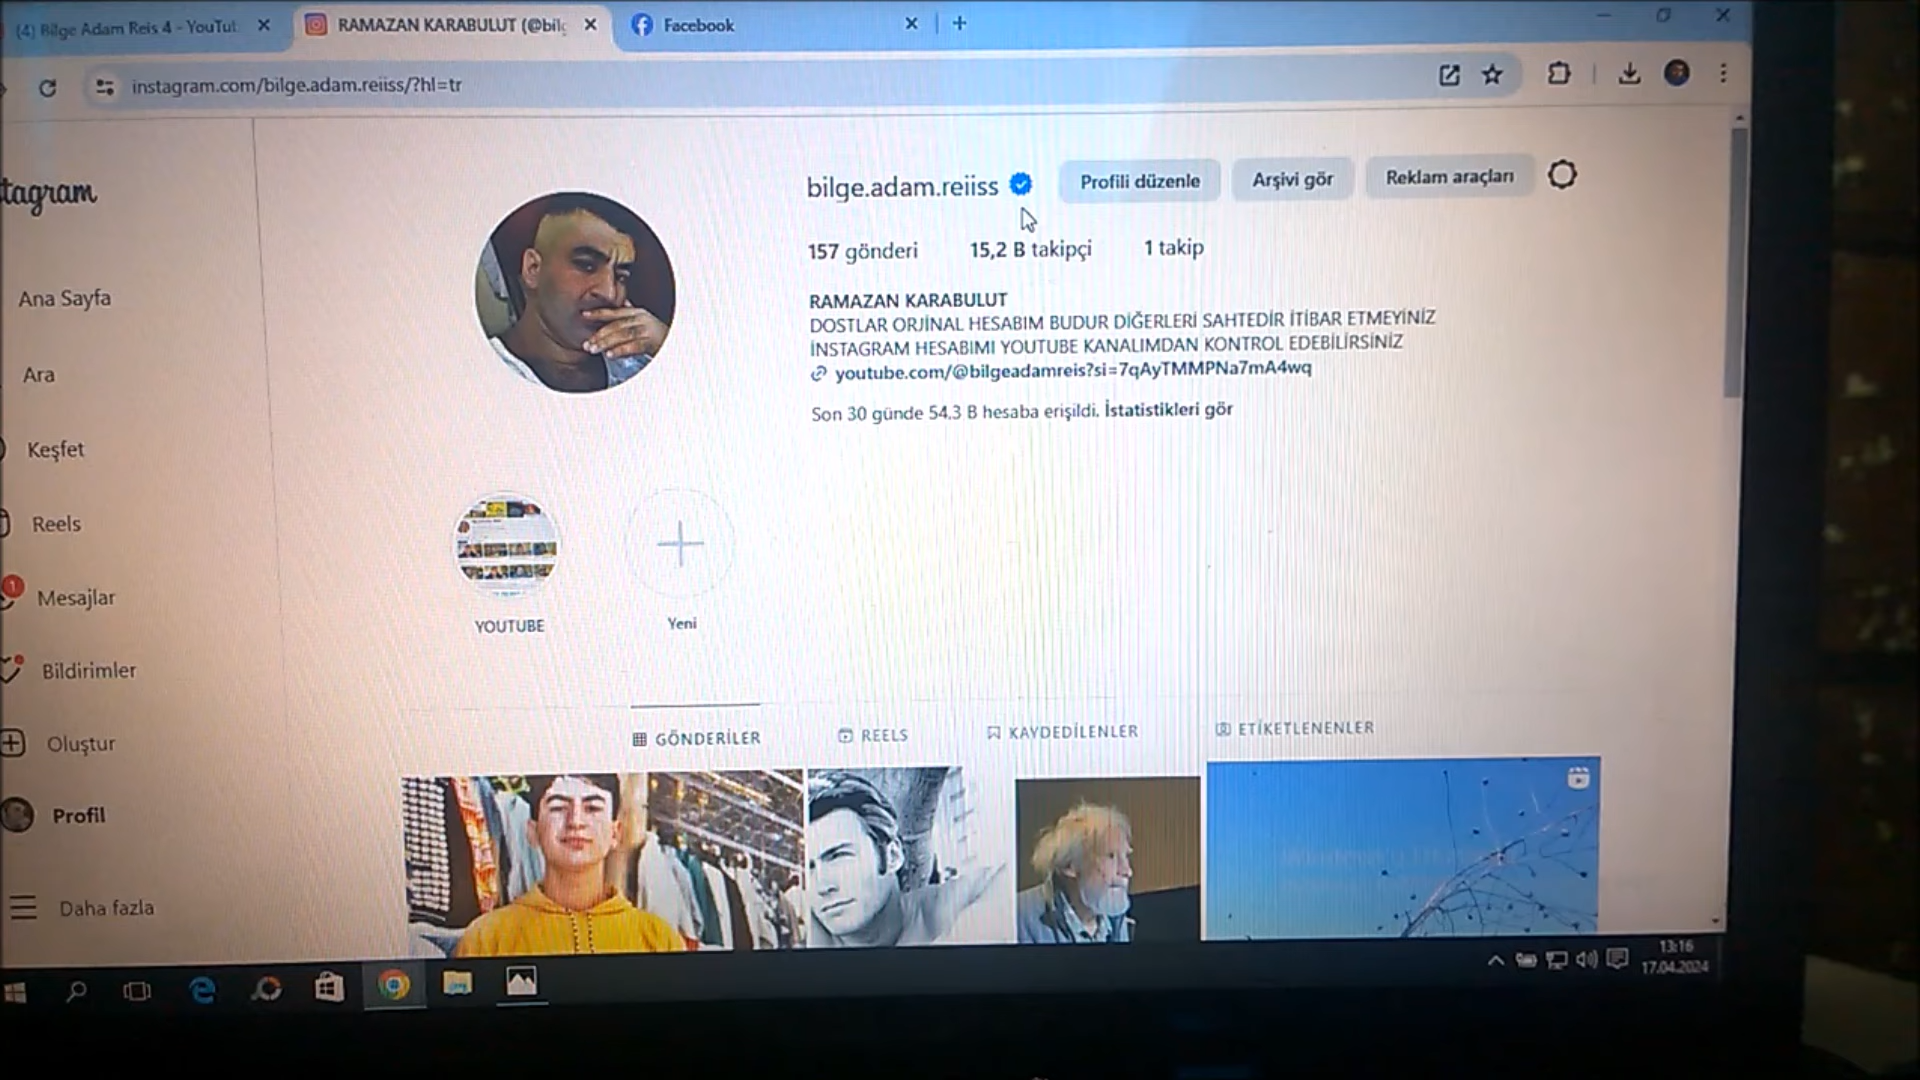 (4) Bilge Adam Reis 4 - YouTu
RAMAZAN KARABULUT (@bil
Facebook
instagram.com/bilge.adam.reiiss/?hl=tr
tagram
bilge.adam.reiiss
Profili düzenle
Arşivi gör
Reklam araçları
157 gönderi
15,2 B takipçi
1 takip
RAMAZAN KARABULUT
DOSTLAR ORJİNAL HESABIM BUDUR DİĞERLERİ SAHTEDİR İTİBAR ETMEYİNİZ
İNSTAGRAM HESABIMI YOUTUBE KANALIMDAN KONTROL EDEBİLİRSİNİZ
youtube.com/@bilgeadamreis?si=7qAyTMMPNa7mA4wq
Son 30 günde 54.3 B hesaba erişildi. İstatistikleri gör
Ana Sayfa
Ara
Keşfet
Reels
1
Mesajlar
Bildirimler
Oluştur
Profil
Daha fazla
YOUTUBE
Yeni
GÖNDERİLER
REELS
KAYDEDİLENLER
ETİKETLENENLER
13:16
17.04.2024